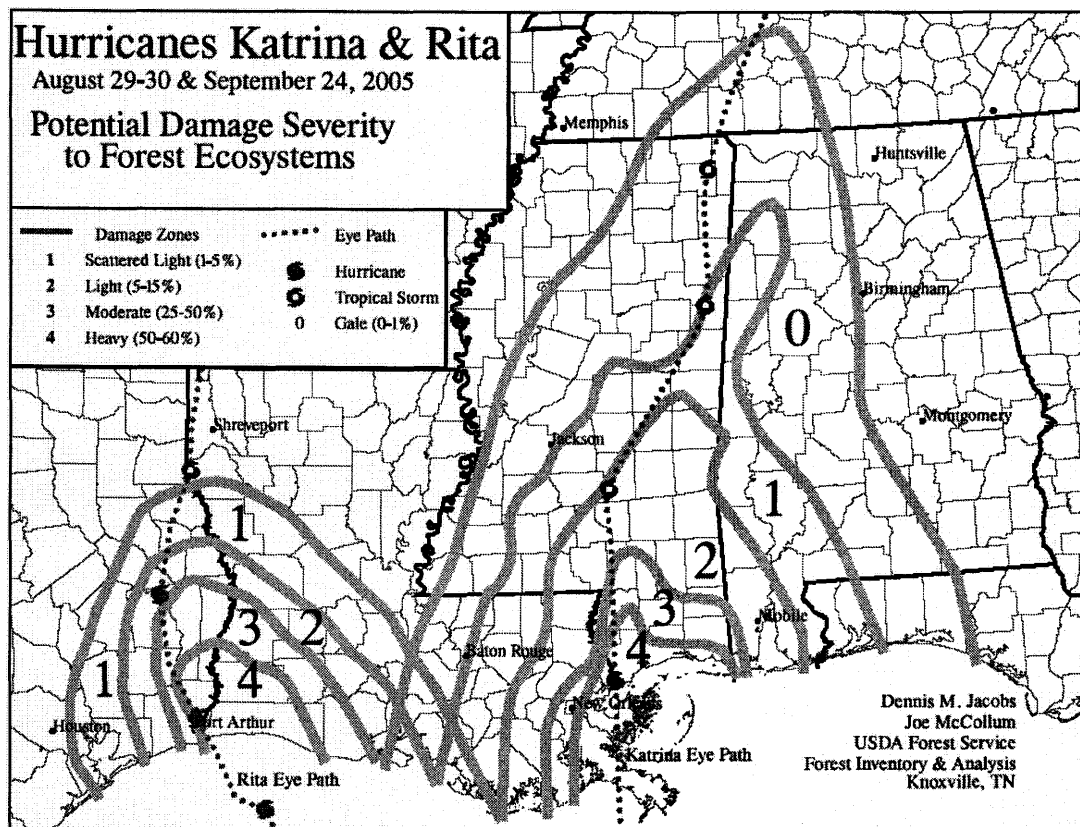 Hurricanes Katrina & Rita
August 29-30 & September 24, 2005
Potential Damage Severity
to Forest Ecosystems
Damage Zones
1 Scattered Light (1-5%)
2 Light (5-15%)
3 Moderate (25-50%)
4 Heavy (50-60%)
Eye Path
Hurricane
Tropical Storm
0 Gale (0-1%)
Memphis
Huntsville
Birmingham
0
Shreveport
Jackson
Montgomery
1
1
2
3
2
3
Mobile
4
Baton Rouge
1
4
New Orleans
Houston
Port Arthur
Rita Eye Path
Katrina Eye Path
Dennis M. Jacobs
Joe McCollum
USDA Forest Service
Forest Inventory & Analysis
Knoxville, TN